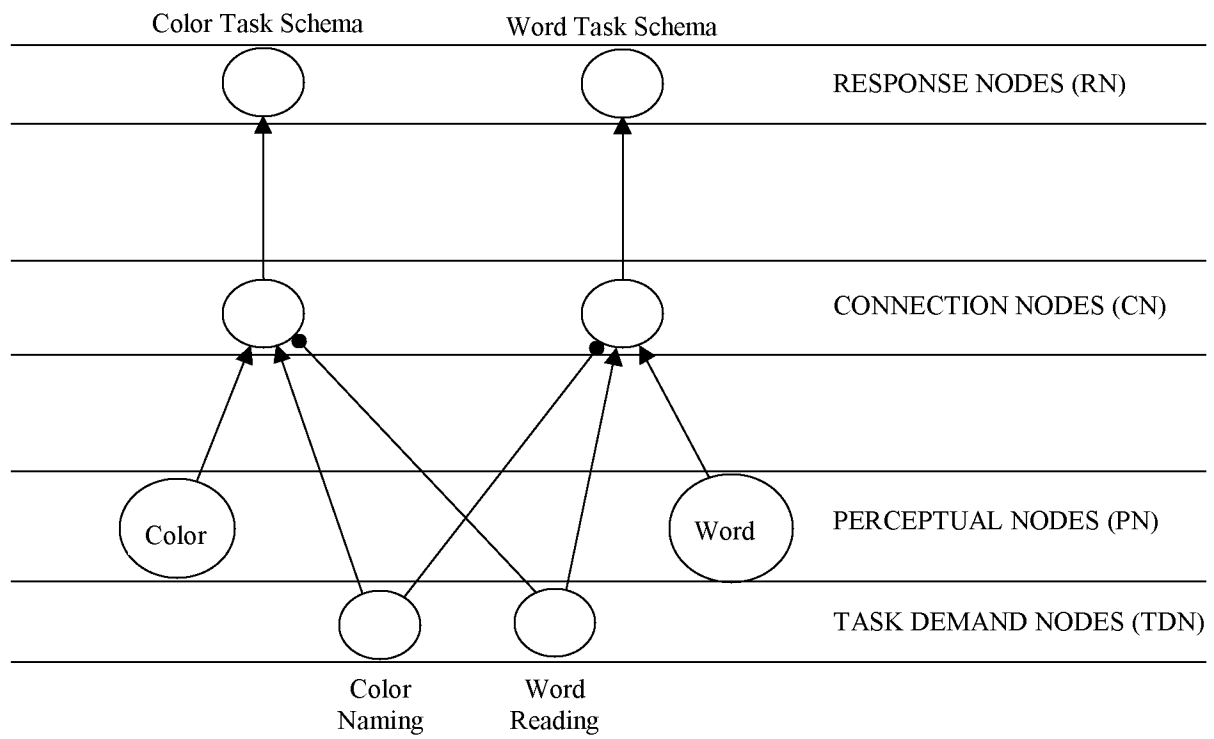 Color Task Schema
Word Task Schema
RESPONSE NODES (RN)
CONNECTION NODES (CN)
Color
Word
PERCEPTUAL NODES (PN)
TASK DEMAND NODES (TDN)
Color
Naming
Word
Reading